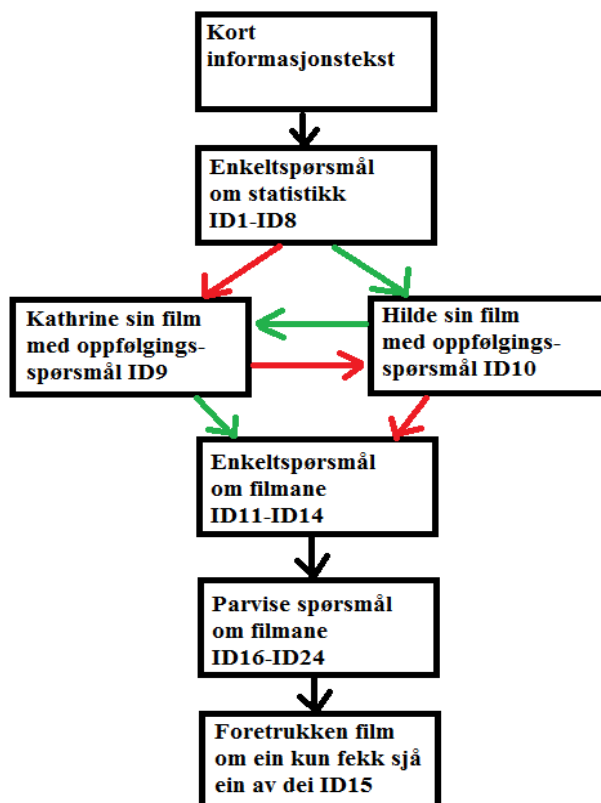 Kort
informasjonstekst
Enkeltspørsmål
om statistikk
ID1-ID8
Kathrine sin film
med oppfølgings-
spørsmål ID9
Hilde sin film
med oppfølgings-
spørsmål ID10
Enkeltspørsmål
om filmane
ID11-ID14
Parvise spørsmål
om filmane
ID16-ID24
Foretrukken film
om ein kun fekk sjå
ein av dei ID15